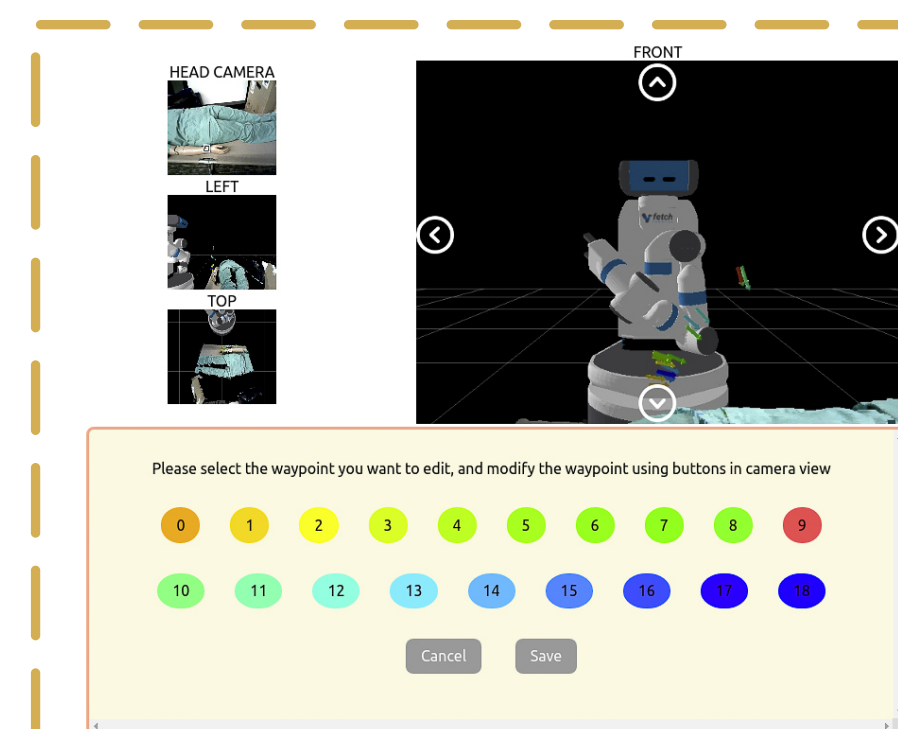 FRONT
HEAD CAMERA
LEFT
fetch
TOP
Please select the waypoint you want to edit, and modify the waypoint using buttons in camera view
0 1 2 3 4 5 6 7 8 9
10 11 12 13 14 15 16 17 18
Cancel Save